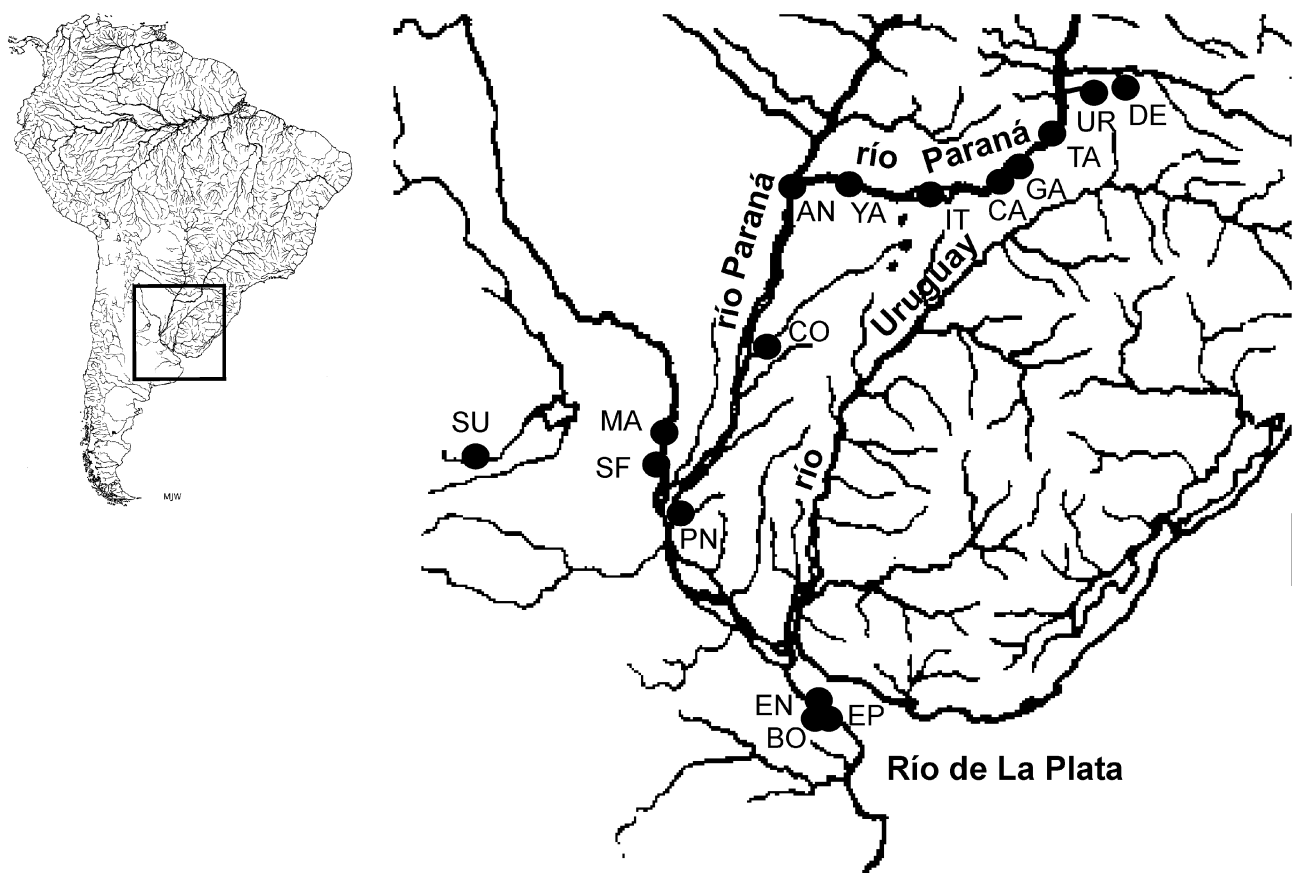 UR
DE
río
Paraná
TA
GA
CA
IT
AN
YA
río Paraná
Uruguay
CO
SU
MA
SF
río
MJW
PN
EN
EP
BO
Río de La Plata